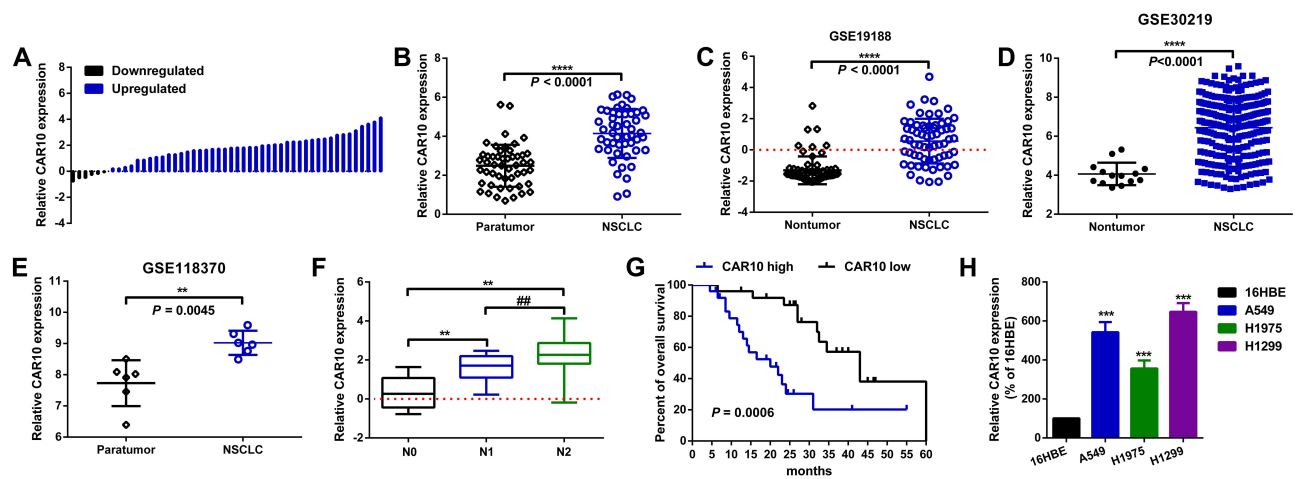 A
Relative CAR10 expression
8
6
4
2
0
-2
-4
Downregulated
Upregulated
B
Relative CAR10 expression
8
6
4
2
0
****
P < 0.0001
Paratumor
NSCLC
C
GSE19188
Relative CAR10 expression
6
4
2
0
-2
-4
****
P < 0.0001
Nontumor
NSCLC
D
GSE30219
Relative CAR10 expression
10
8
6
4
2
****
P<0.0001
Nontumor
NSCLC
E
GSE118370
Relative CAR10 expression
11
10
9
8
7
6
**
P = 0.0045
Paratumor
NSCLC
F
Relative CAR10 expression
6
4
2
0
-2
**
##
**
N0
N1
N2
G
CAR10 high
CAR10 low
Percent of overall survival
100
80
60
40
20
0
P = 0.0006
0 5 10 15 20 25 30 35 40 45 50 55 60
months
H
Relative CAR10 expression
(% of 16HBE)
800
600
400
200
0
***
***
***
16HBE
A549
H1975
H1299
16HBE
A549
H1975
H1299